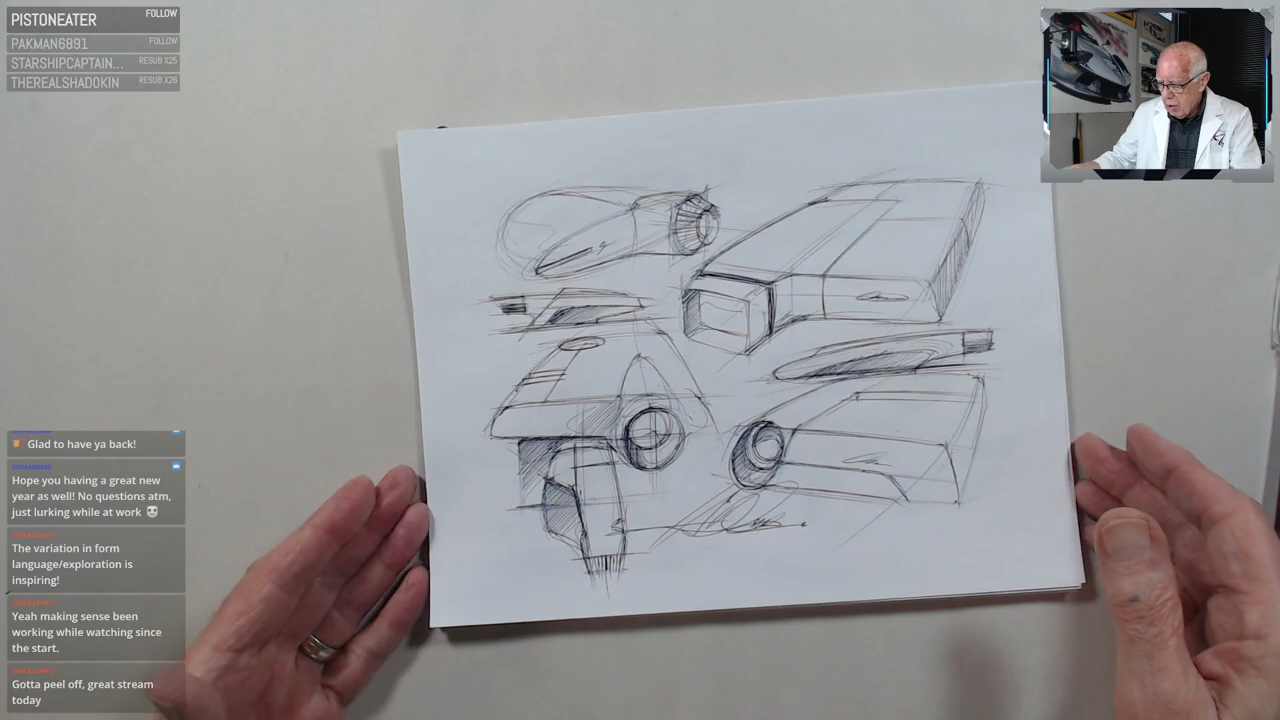 PISTONEATER FOLLOW
PAKMAN6891 FOLLOW
STARSHIPCAPTAIN... RESUB X25
THEREALSHADOKIN RESUB X26
Glad to have ya back!
Hope you having a great new
year as well! No questions atm,
just lurking while at work
The variation in form
language/exploration is
inspiring!
Yeah making sense been
working while watching since
the start.
Gotta peel off, great stream
today